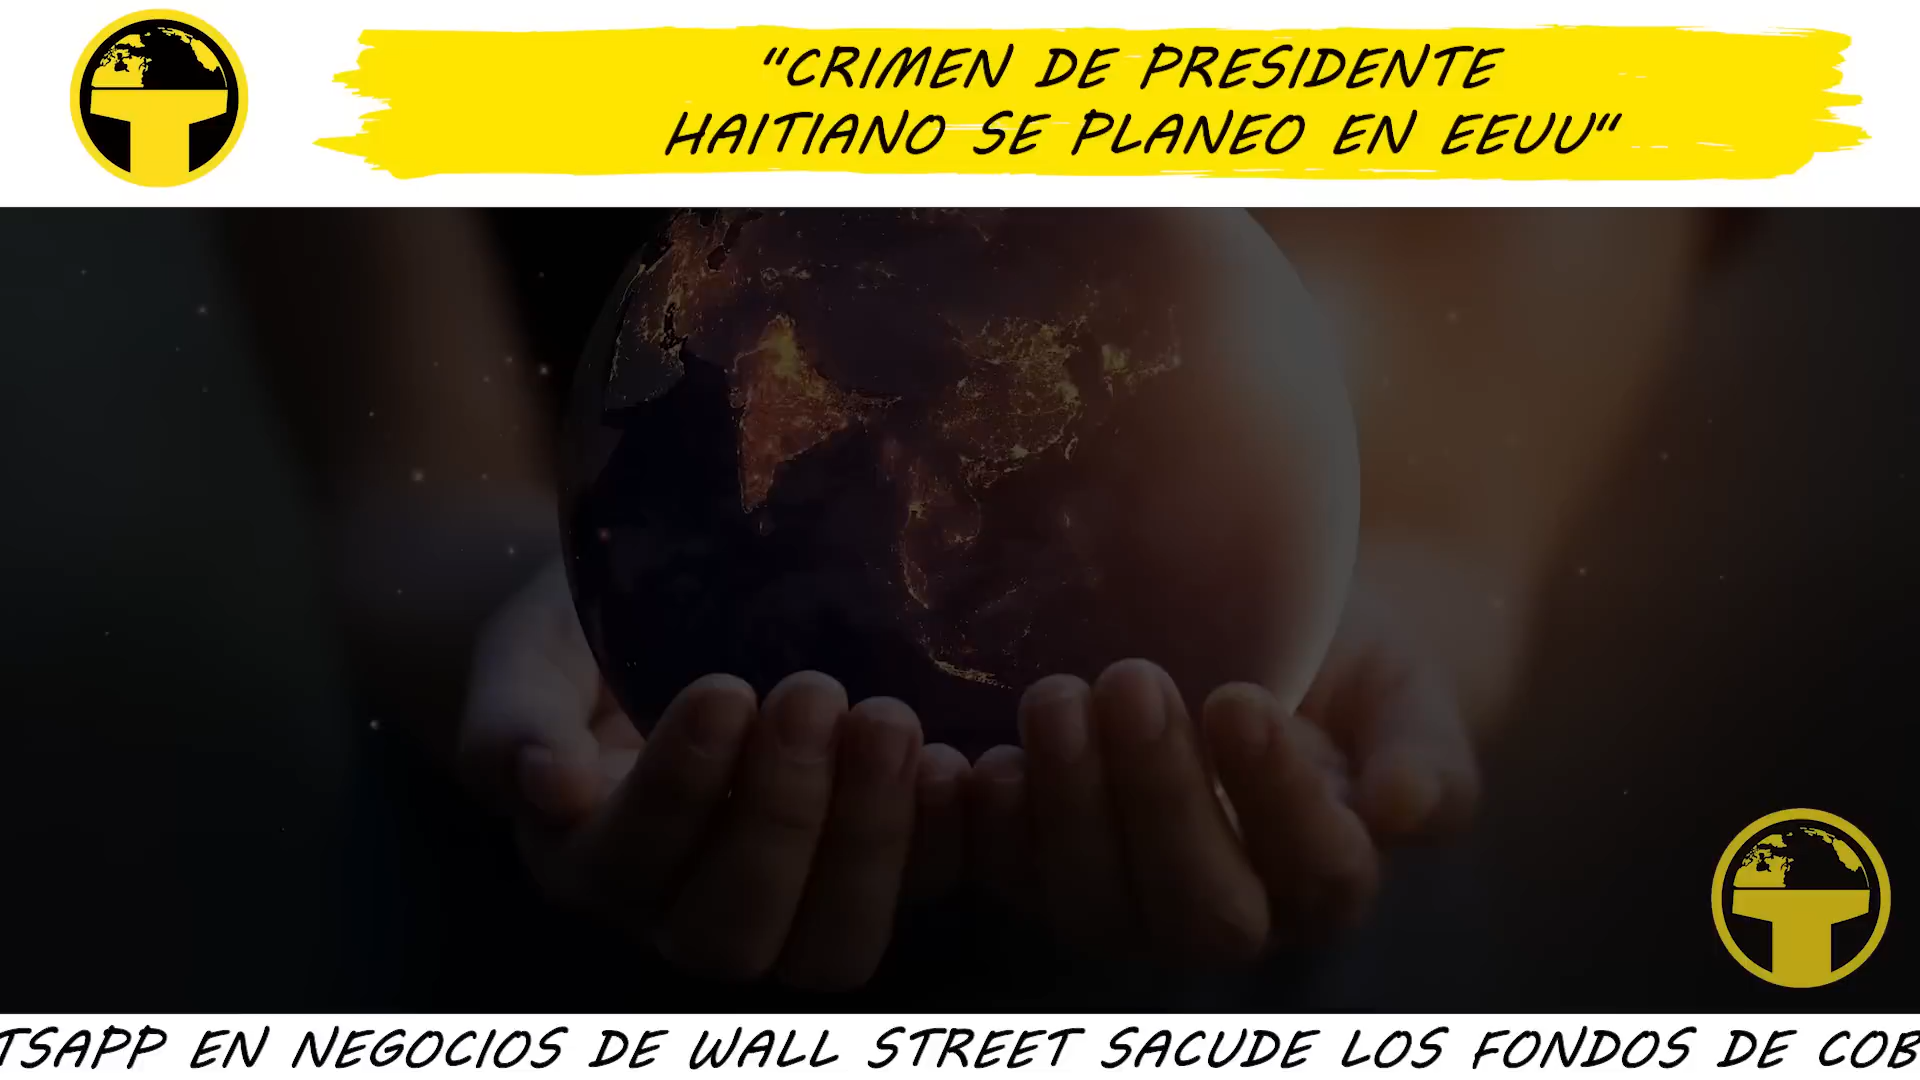 “CRIMEN DE PRESIDENTE
HAITIANO SE PLANEO EN EEUU“
TSAPP EN NEGOCIOS DE WALL STREET SACUDE LOS FONDOS DE COB